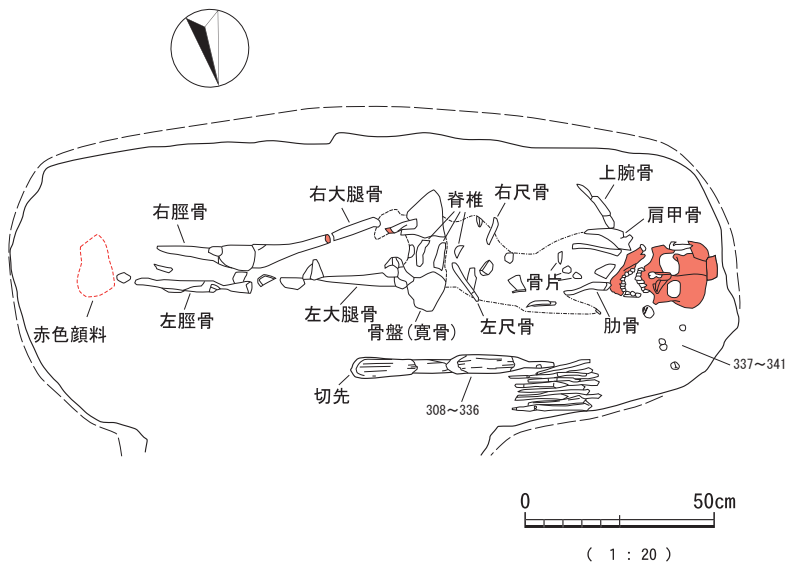 上腕骨
右大腿骨
脊椎
右尺骨
右脛骨
肩甲骨
骨片
赤色顔料
左脛骨
左大腿骨
骨盤(寛骨)
左尺骨
肋骨
337〜341
切先
308〜336
0
50cm
( 1 : 20 )